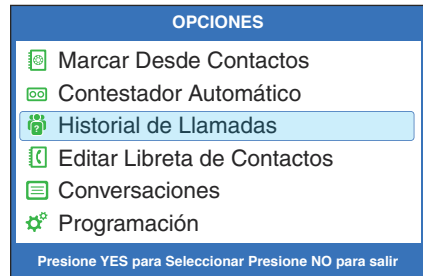 OPCIONES
Marcar Desde Contactos
Contestador Automático
Historial de Llamadas
Editar Libreta de Contactos
Conversaciones
Programación
Presione YES para Seleccionar Presione NO para salir